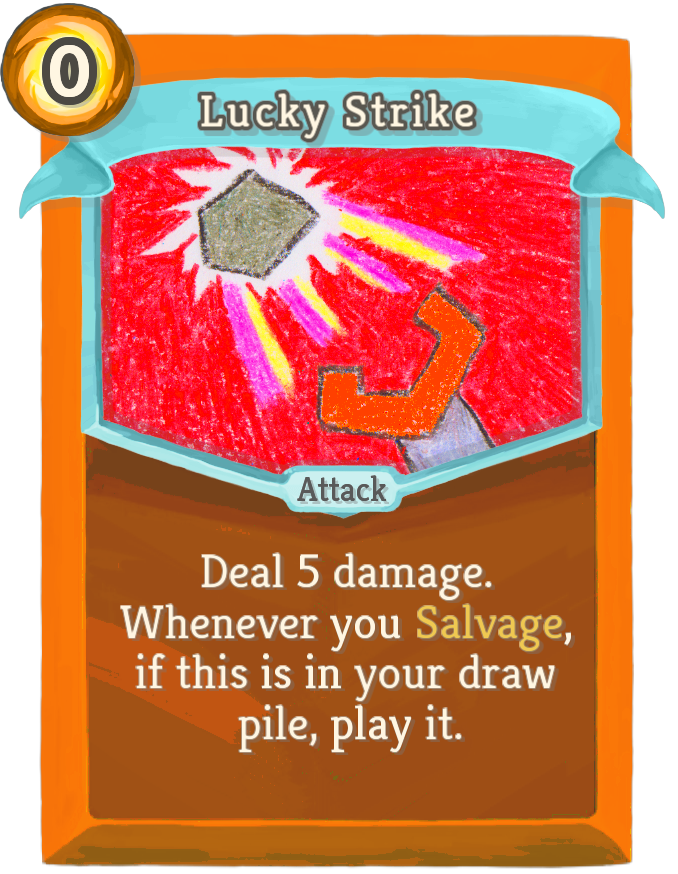 0
Lucky Strike
Attack
Deal 5 damage.
Whenever you Salvage,
if this is in your draw
pile, play it.